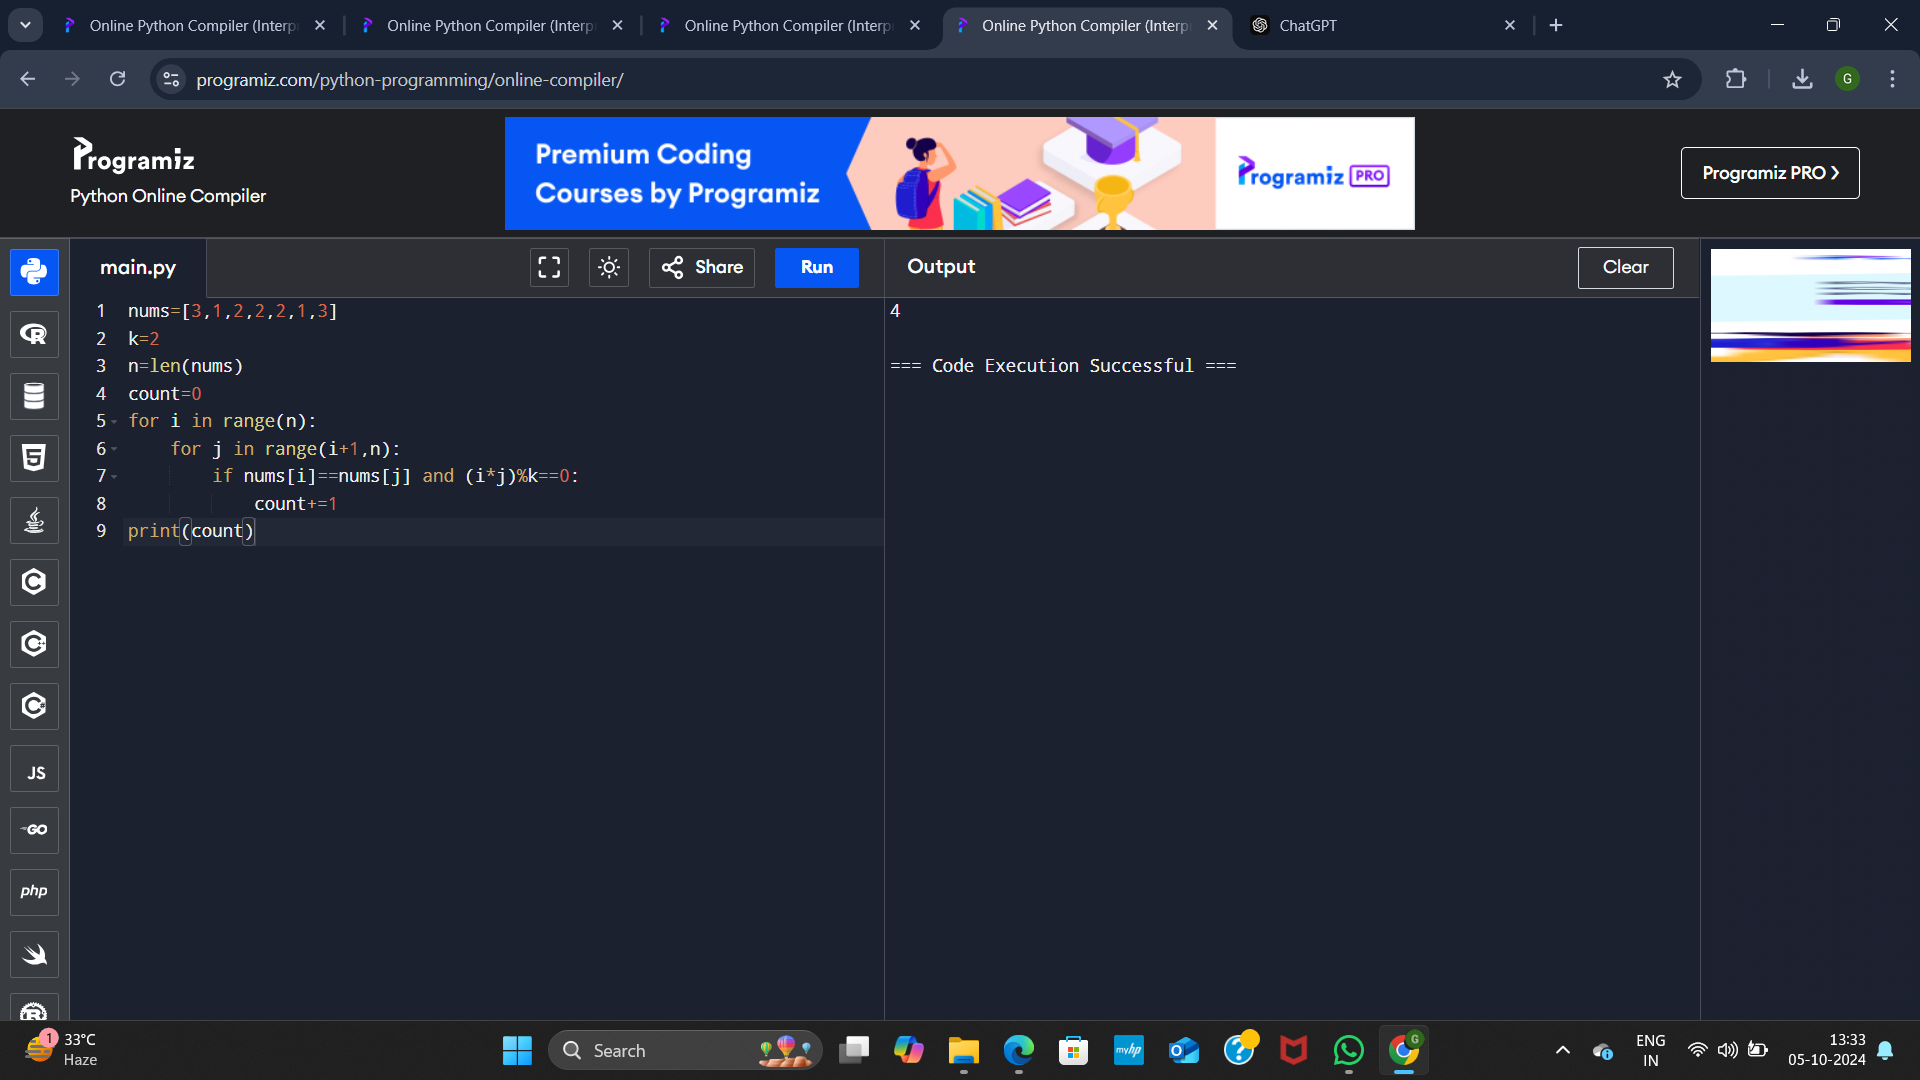 Online Python Compiler (Interp
Online Python Compiler (Interp
Online Python Compiler (Interp
Online Python Compiler (Interp
ChatGPT
programiz.com/python-programming/online-compiler/
G
Programiz
Python Online Compiler
Premium Coding
Courses by Programiz
Programiz PRO
Programiz PRO ❯
main.py
Share
Run
Output
Clear
1 nums=[3,1,2,2,2,1,3]
2 k=2
3 n=len(nums)
4 count=0
5 for i in range(n):
6     for j in range(i+1,n):
7         if nums[i]==nums[j] and (i*j)%k==0:
8             count+=1
9 print(count)
4
=== Code Execution Successful ===
R
5
C
C
C
JS
GO
php
R
1
33°C
Haze
Search
myhp
G
ENG
IN
13:33
05-10-2024